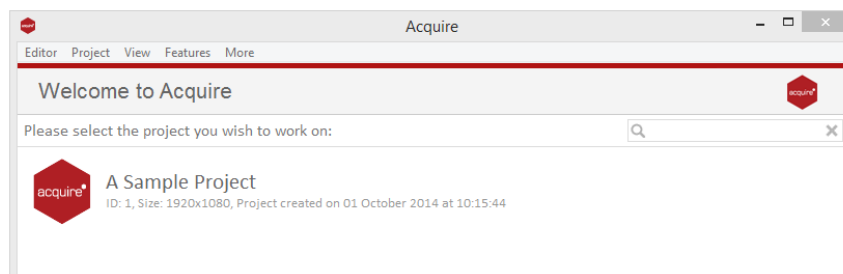 Acquire
Editor Project View Features More
Welcome to Acquire
acquire
Please select the project you wish to work on:
acquire
A Sample Project
ID: 1, Size: 1920x1080, Project created on 01 October 2014 at 10:15:44